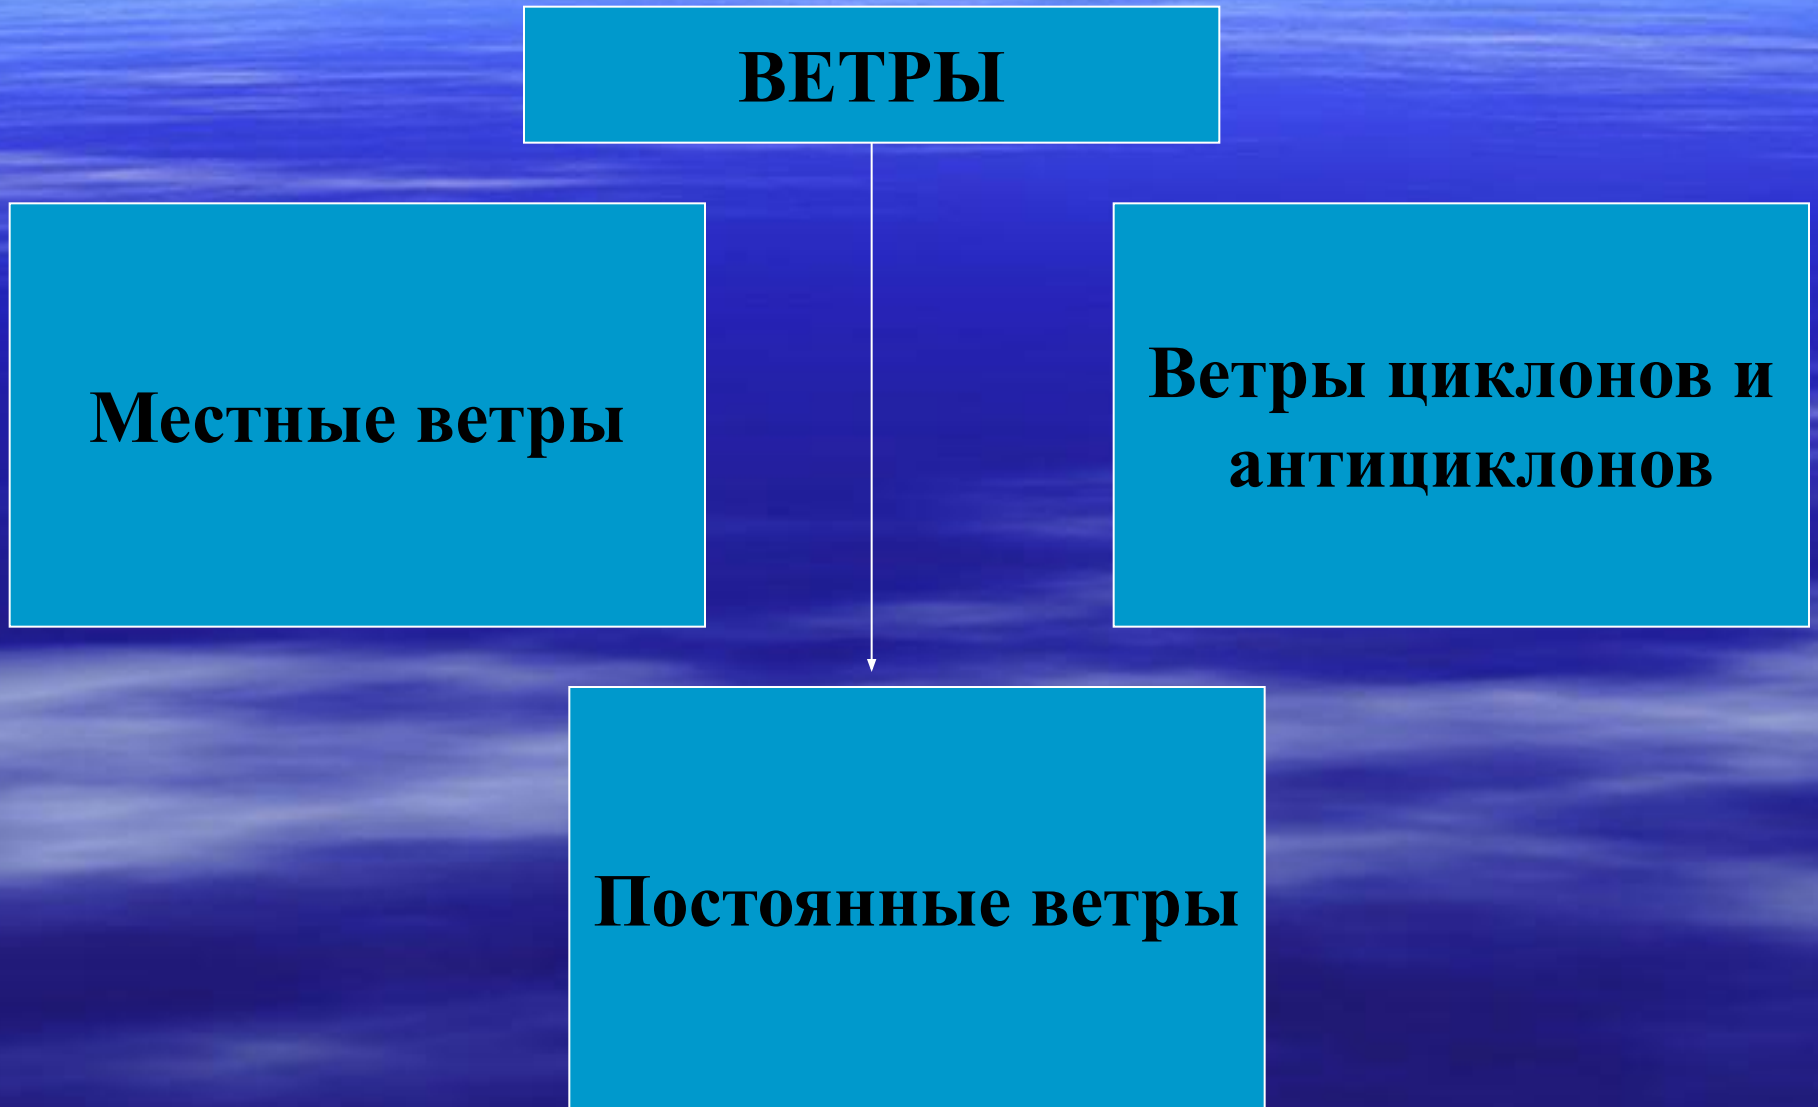 ВЕТРЫ
Местные ветры
Ветры циклонов и
антициклонов
Постоянные ветры